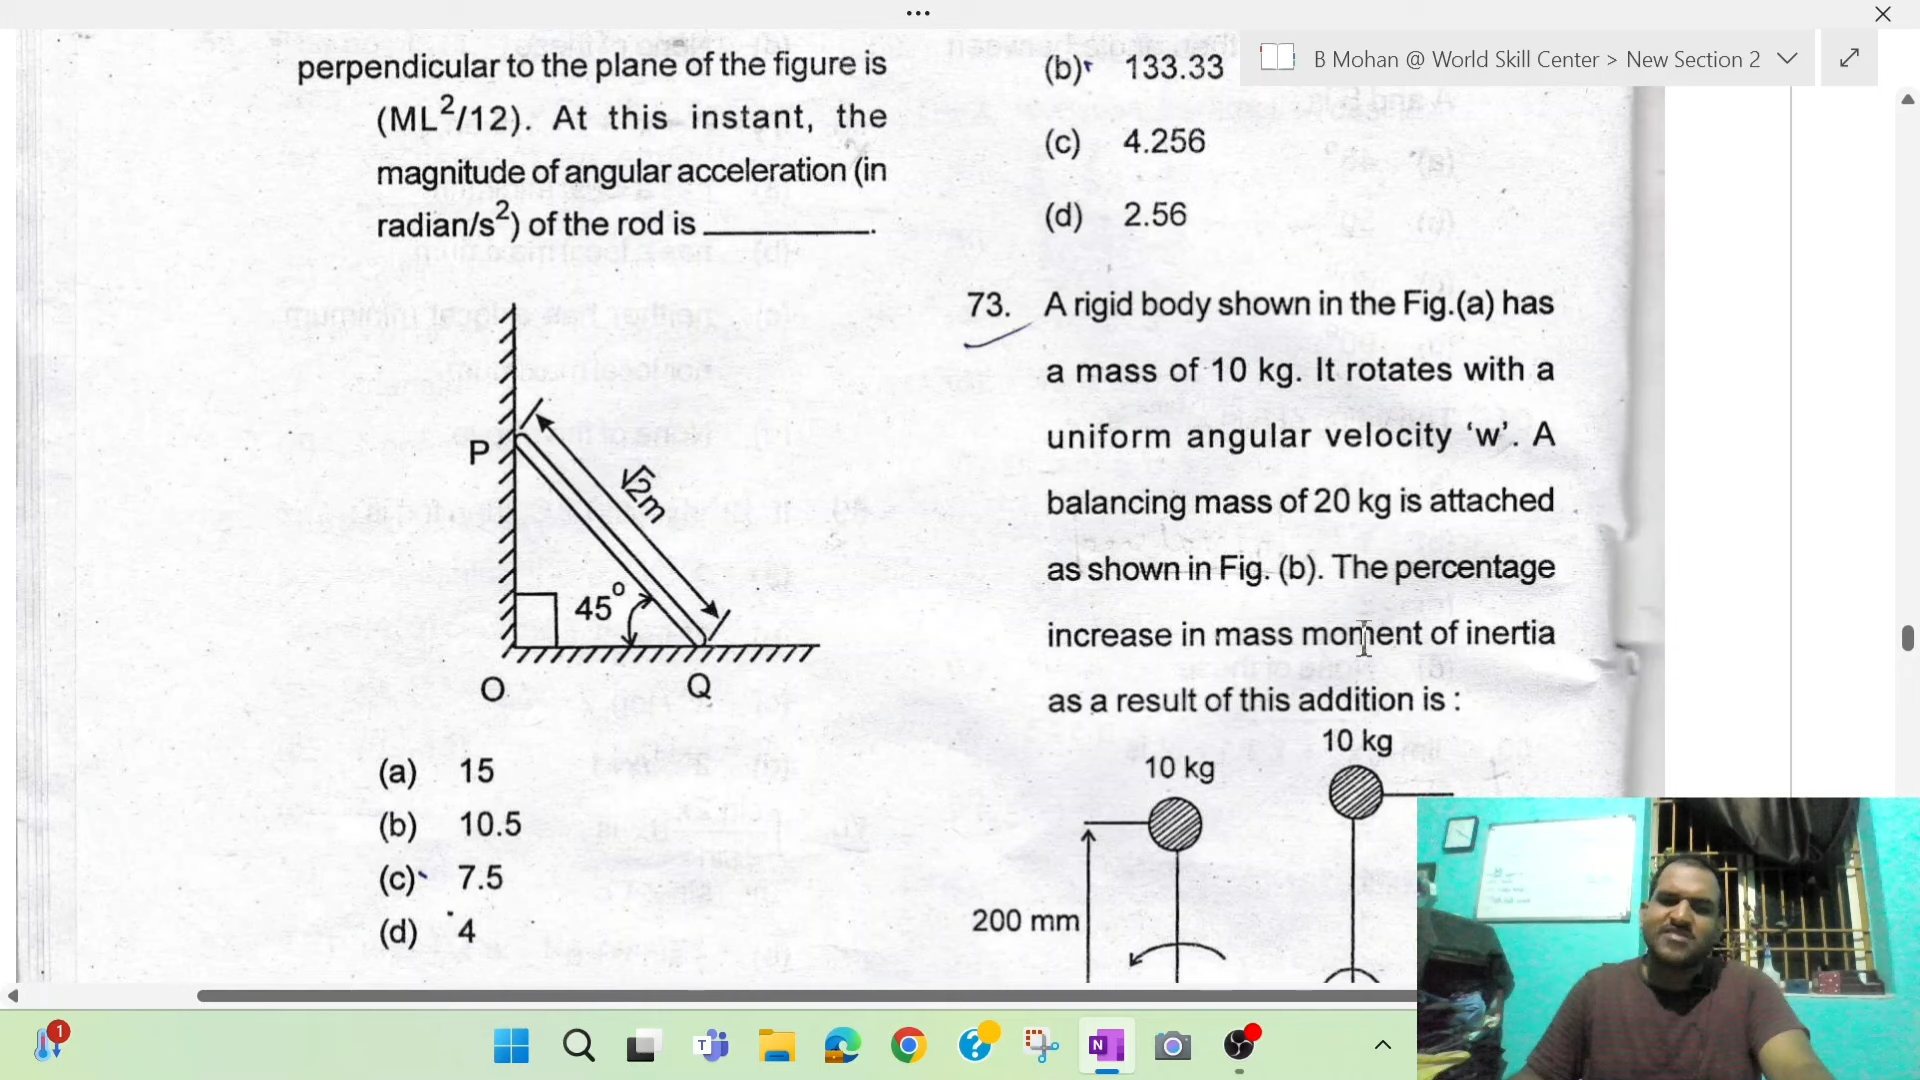 B Mohan @ World Skill Center > New Section 2
perpendicular to the plane of the figure is
(ML²/12). At this instant, the
magnitude of angular acceleration (in
radian/s²) of the rod is __________.
P
√2m
45°
O
Q
(a) 15
(b) 10.5
(c) 7.5
(d) 4
(b) 133.33
(c) 4.256
(d) 2.56
73. A rigid body shown in the Fig.(a) has
a mass of 10 kg. It rotates with a
uniform angular velocity ‘w’. A
balancing mass of 20 kg is attached
as shown in Fig. (b). The percentage
increase in mass moment of inertia
as a result of this addition is :
10 kg
10 kg
200 mm
1